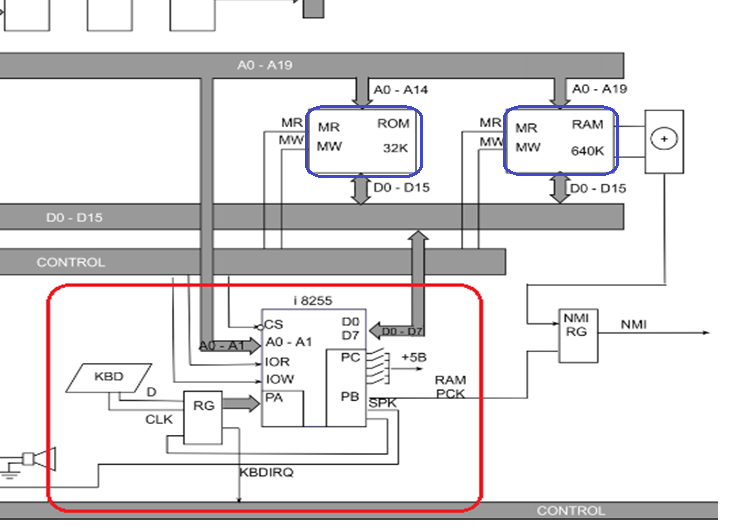 A0 - A19
A0 - A14
A0 - A19
MR
MW
MR
MW
ROM
32K
MR
MW
MR
MW
RAM
640K
+
D0 - D15
D0 - D15
D0 - D15
CONTROL
i 8255
CS
A0 - A1
A0 - A1
IOR
IOW
PA
D0
D7
D0 - D7
PC
+5B
PB
RAM
PCK
SPK
NMI
RG
NMI
KBD
D
CLK
RG
KBDIRQ
CONTROL